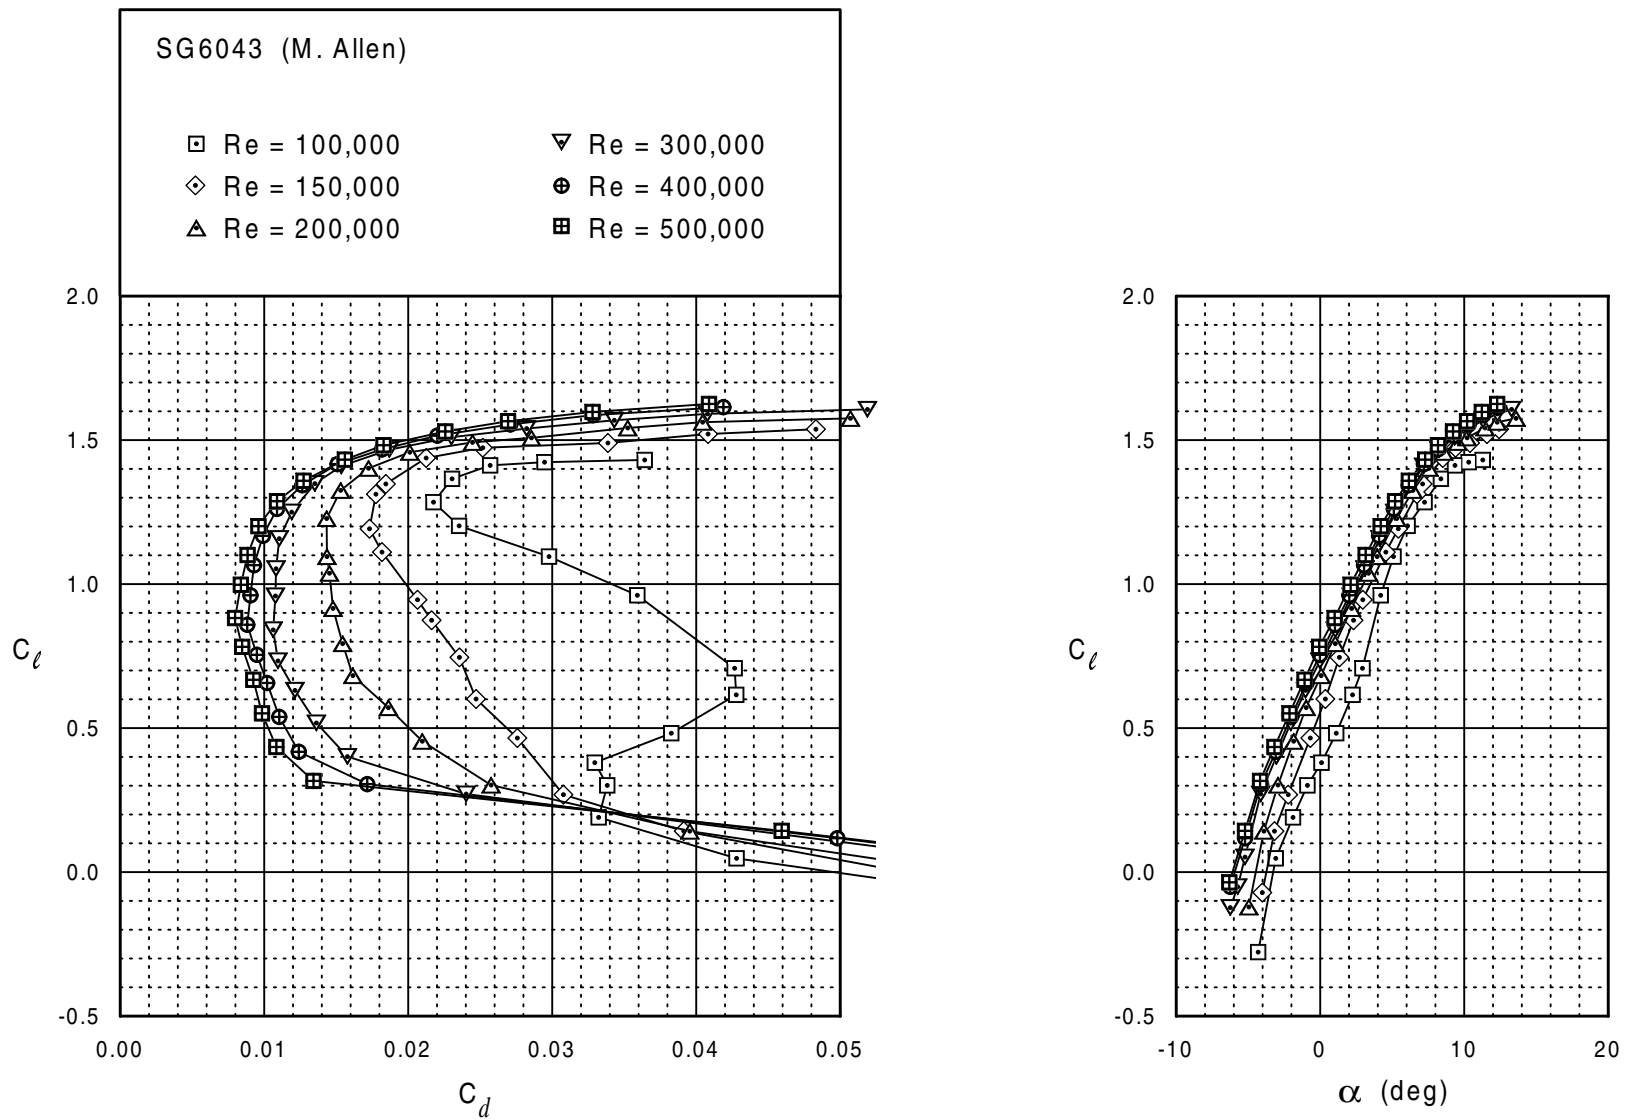 SG6043 (M. Allen)
Re = 100,000
Re = 300,000
Re = 150,000
Re = 400,000
Re = 200,000
Re = 500,000
2.0
1.5
1.0
0.5
0.0
-0.5
Cℓ
0.00 0.01 0.02 0.03 0.04 0.05
Cd
2.0
1.5
1.0
0.5
0.0
-0.5
Cℓ
-10 0 10 20
α (deg)